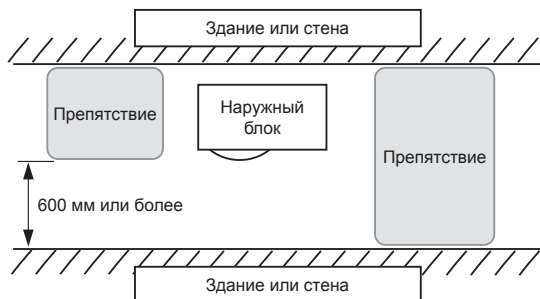 Здание или стена
Препятствие
Наружный
блок
Препятствие
600 мм или более
Здание или стена